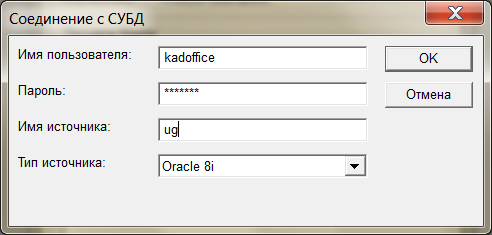 Соединение с СУБД
Имя пользователя: kadoffice OK
Пароль: ******* Отмена
Имя источника: ug
Тип источника: Oracle 8i